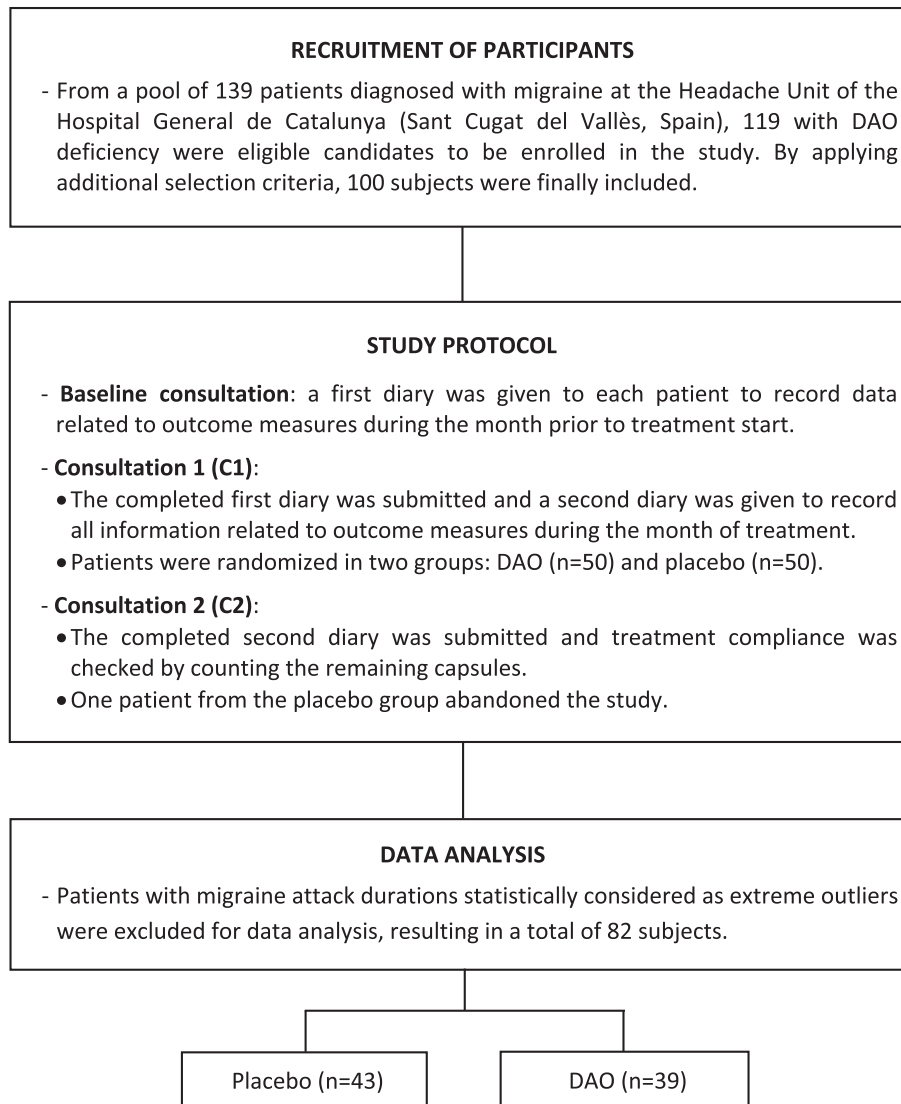 RECRUITMENT OF PARTICIPANTS
- From a pool of 139 patients diagnosed with migraine at the Headache Unit of the
Hospital General de Catalunya (Sant Cugat del Vallès, Spain), 119 with DAO
deficiency were eligible candidates to be enrolled in the study. By applying
additional selection criteria, 100 subjects were finally included.
STUDY PROTOCOL
- Baseline consultation: a first diary was given to each patient to record data
related to outcome measures during the month prior to treatment start.
- Consultation 1 (C1):
• The completed first diary was submitted and a second diary was given to record
all information related to outcome measures during the month of treatment.
• Patients were randomized in two groups: DAO (n=50) and placebo (n=50).
- Consultation 2 (C2):
• The completed second diary was submitted and treatment compliance was
checked by counting the remaining capsules.
• One patient from the placebo group abandoned the study.
DATA ANALYSIS
- Patients with migraine attack durations statistically considered as extreme outliers
were excluded for data analysis, resulting in a total of 82 subjects.
Placebo (n=43)
DAO (n=39)